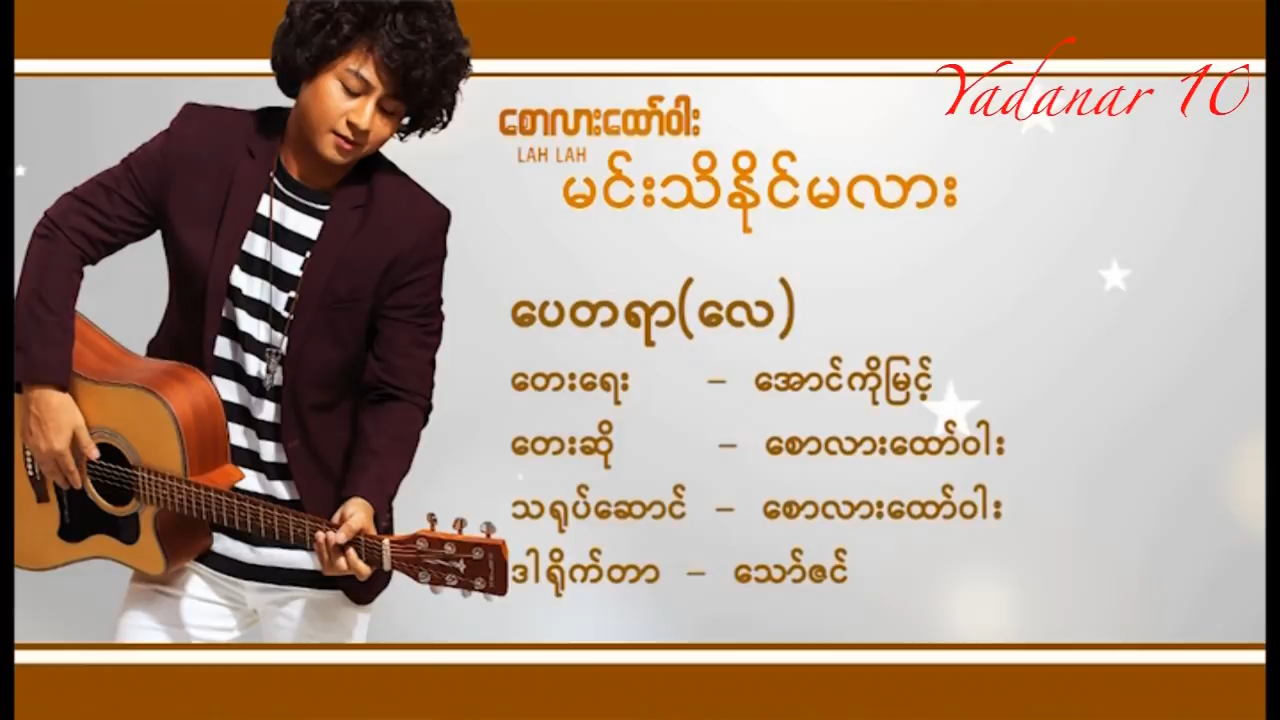 Yadanar 10
စောလားထော်ဝါး
LAH LAH
မင်းသိနိုင်မလား
ပေတရာ(လေ)
တေးရေး – အောင်ကိုမြင့်
တေးဆို – စောလားထော်ဝါး
သရုပ်ဆောင် – စောလားထော်ဝါး
ဒါရိုက်တာ – သော်ဇင်